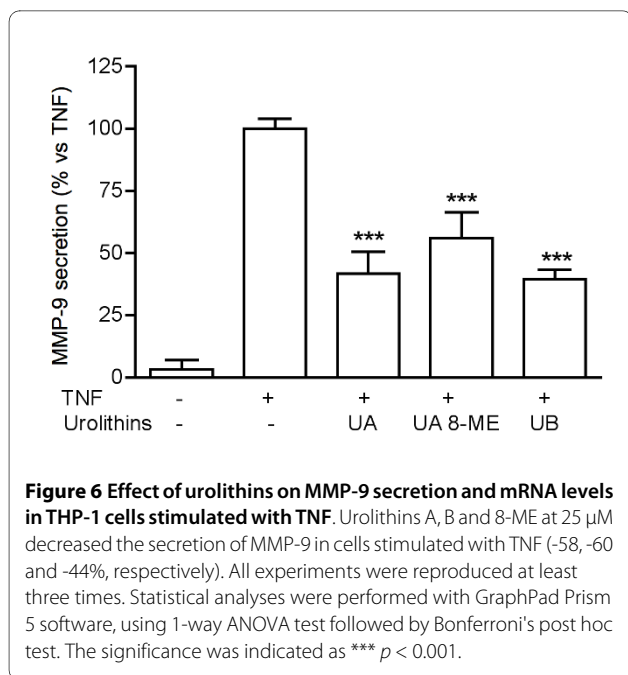 125
100
75
50
25
0
MMP-9 secretion (% vs TNF)
***
***
***
TNF - + + + +
Urolithins - - UA UA 8-ME UB
Figure 6 Effect of urolithins on MMP-9 secretion and mRNA levels
in THP-1 cells stimulated with TNF. Urolithins A, B and 8-ME at 25 μM
decreased the secretion of MMP-9 in cells stimulated with TNF (-58, -60
and -44%, respectively). All experiments were reproduced at least
three times. Statistical analyses were performed with GraphPad Prism
5 software, using 1-way ANOVA test followed by Bonferroni's post hoc
test. The significance was indicated as *** p < 0.001.